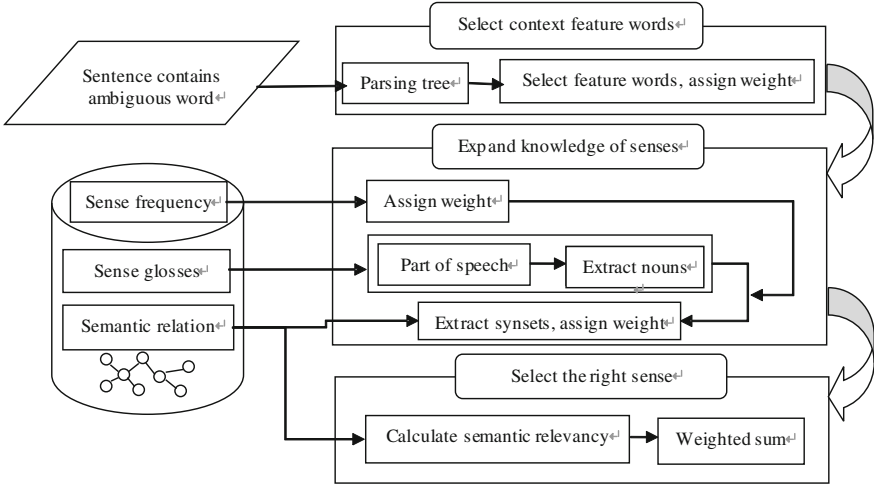 Select context feature words↵
Sentence contains
ambiguous word↵
Parsing tree↵
Select feature words, assign weight↵
Expand knowledge of senses↵
Sense frequency↵
Assign weight↵
Sense glosses↵
Part of speech↵
Extract nouns↵
↵
Semantic relation↵
Extract synsets, assign weight↵
Select the right sense↵
Calculate semantic relevancy↵
Weighted sum↵